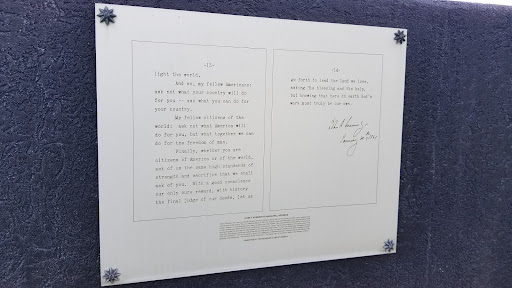 -13-
light the world.
And so, my fellow Americans:
ask not what your country will do
for you -- ask what you can do for
your country.
My fellow citizens of the
world: ask not what America will
do for you, but what together we can
do for the freedom of man.
Finally, whether you are
citizens of America or of the world,
ask of us the same high standards of
strength and sacrifice that we shall
ask of you. With a good conscience
our only sure reward, with history
the final judge of our deeds, let us
-14-
go forth to lead the land we love,
asking His blessing and His help,
but knowing that here on earth God's
work must truly be our own.